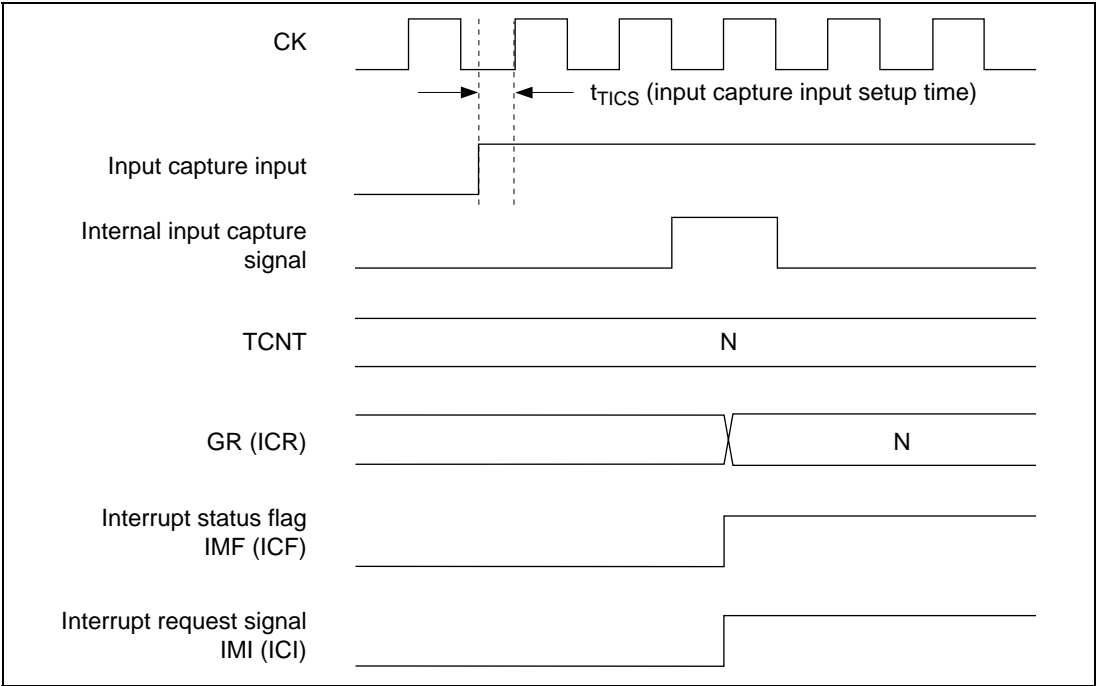 CK
tTICS (input capture input setup time)
Input capture input
Internal input capture
signal
TCNT
N
GR (ICR)
N
Interrupt status flag
IMF (ICF)
Interrupt request signal
IMI (ICI)